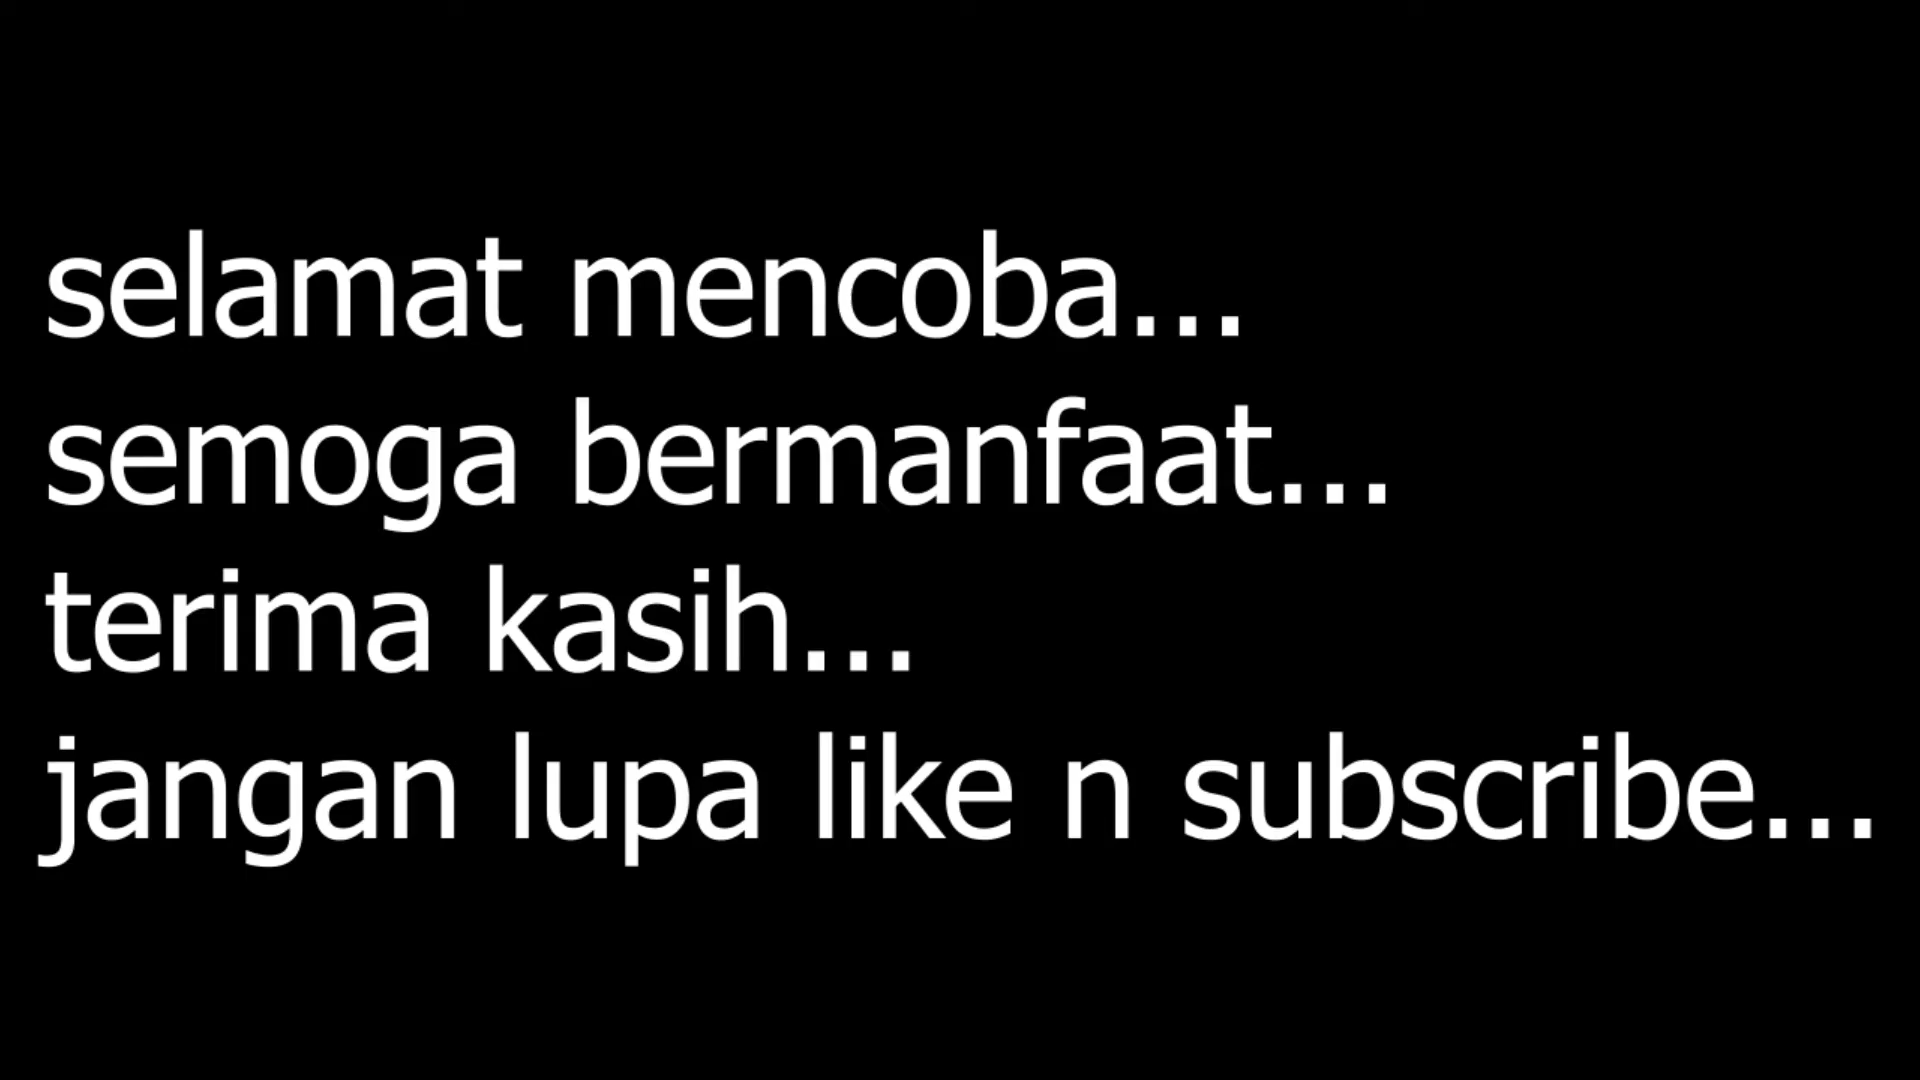 selamat mencoba...
semoga bermanfaat...
terima kasih...
jangan lupa like n subscribe...